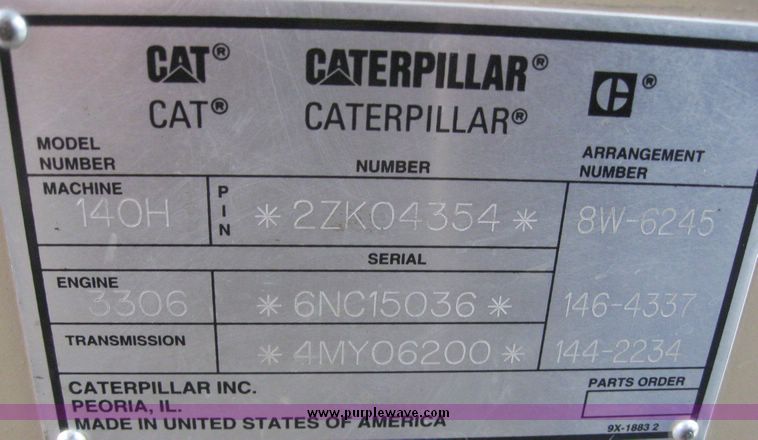 CAT® CATERPILLAR® C®
CAT® CATERPILLAR®
MODEL NUMBER NUMBER ARRANGEMENT NUMBER
MACHINE 140H PIN *2ZK04354* 8W-6245
SERIAL
ENGINE 3306 *6NC15036* 146-4337
TRANSMISSION *4MY06200* 144-2234
CATERPILLAR INC. PARTS ORDER
PEORIA, IL.
www.purplewave.com
MADE IN UNITED STATES OF AMERICA
9X-1883 2